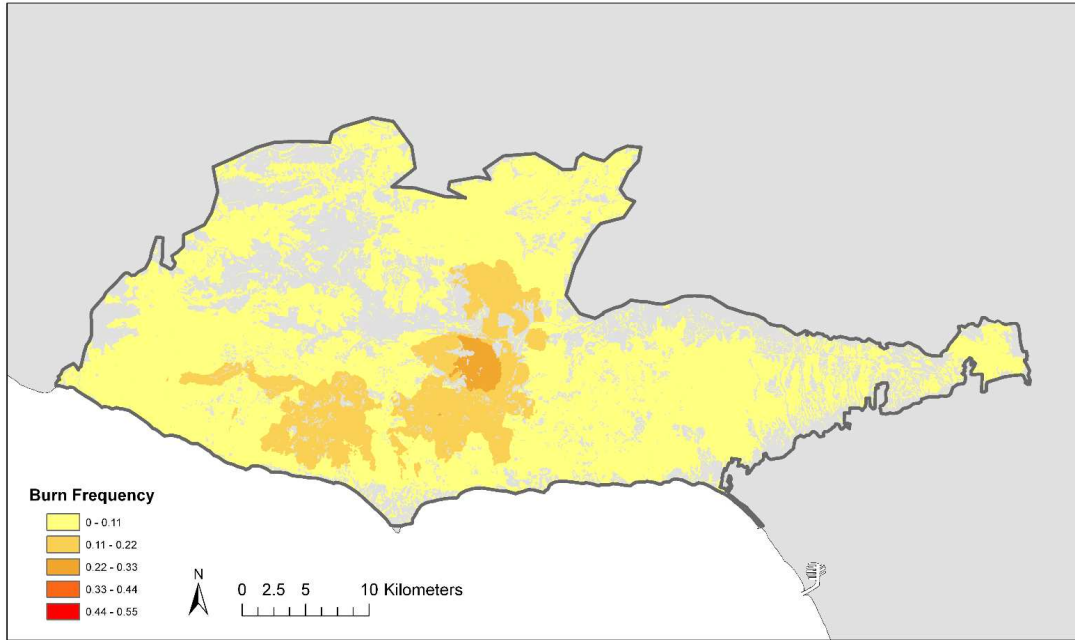 Burn Frequency
0 - 0.11
0.11 - 0.22
0.22 - 0.33
0.33 - 0.44
0.44 - 0.55
N
0 2.5 5 10 Kilometers